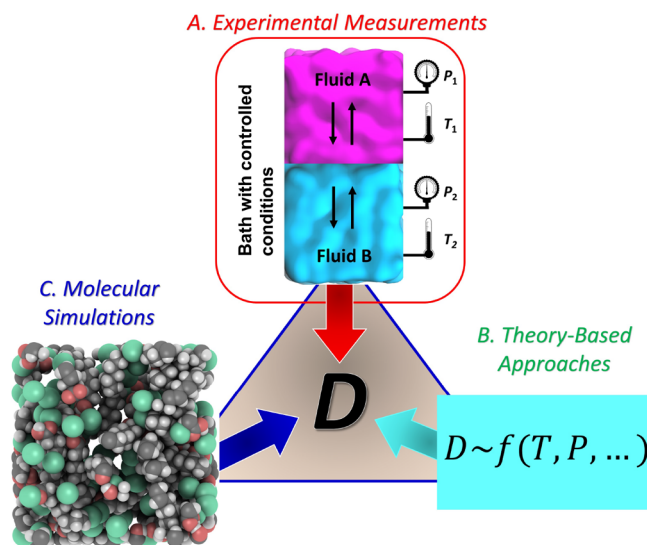 A. Experimental Measurements
Bath with controlled
conditions
Fluid A
P₁
T₁
P₂
T₂
Fluid B
C. Molecular
Simulations
B. Theory-Based
Approaches
D
D~f(T, P, …)